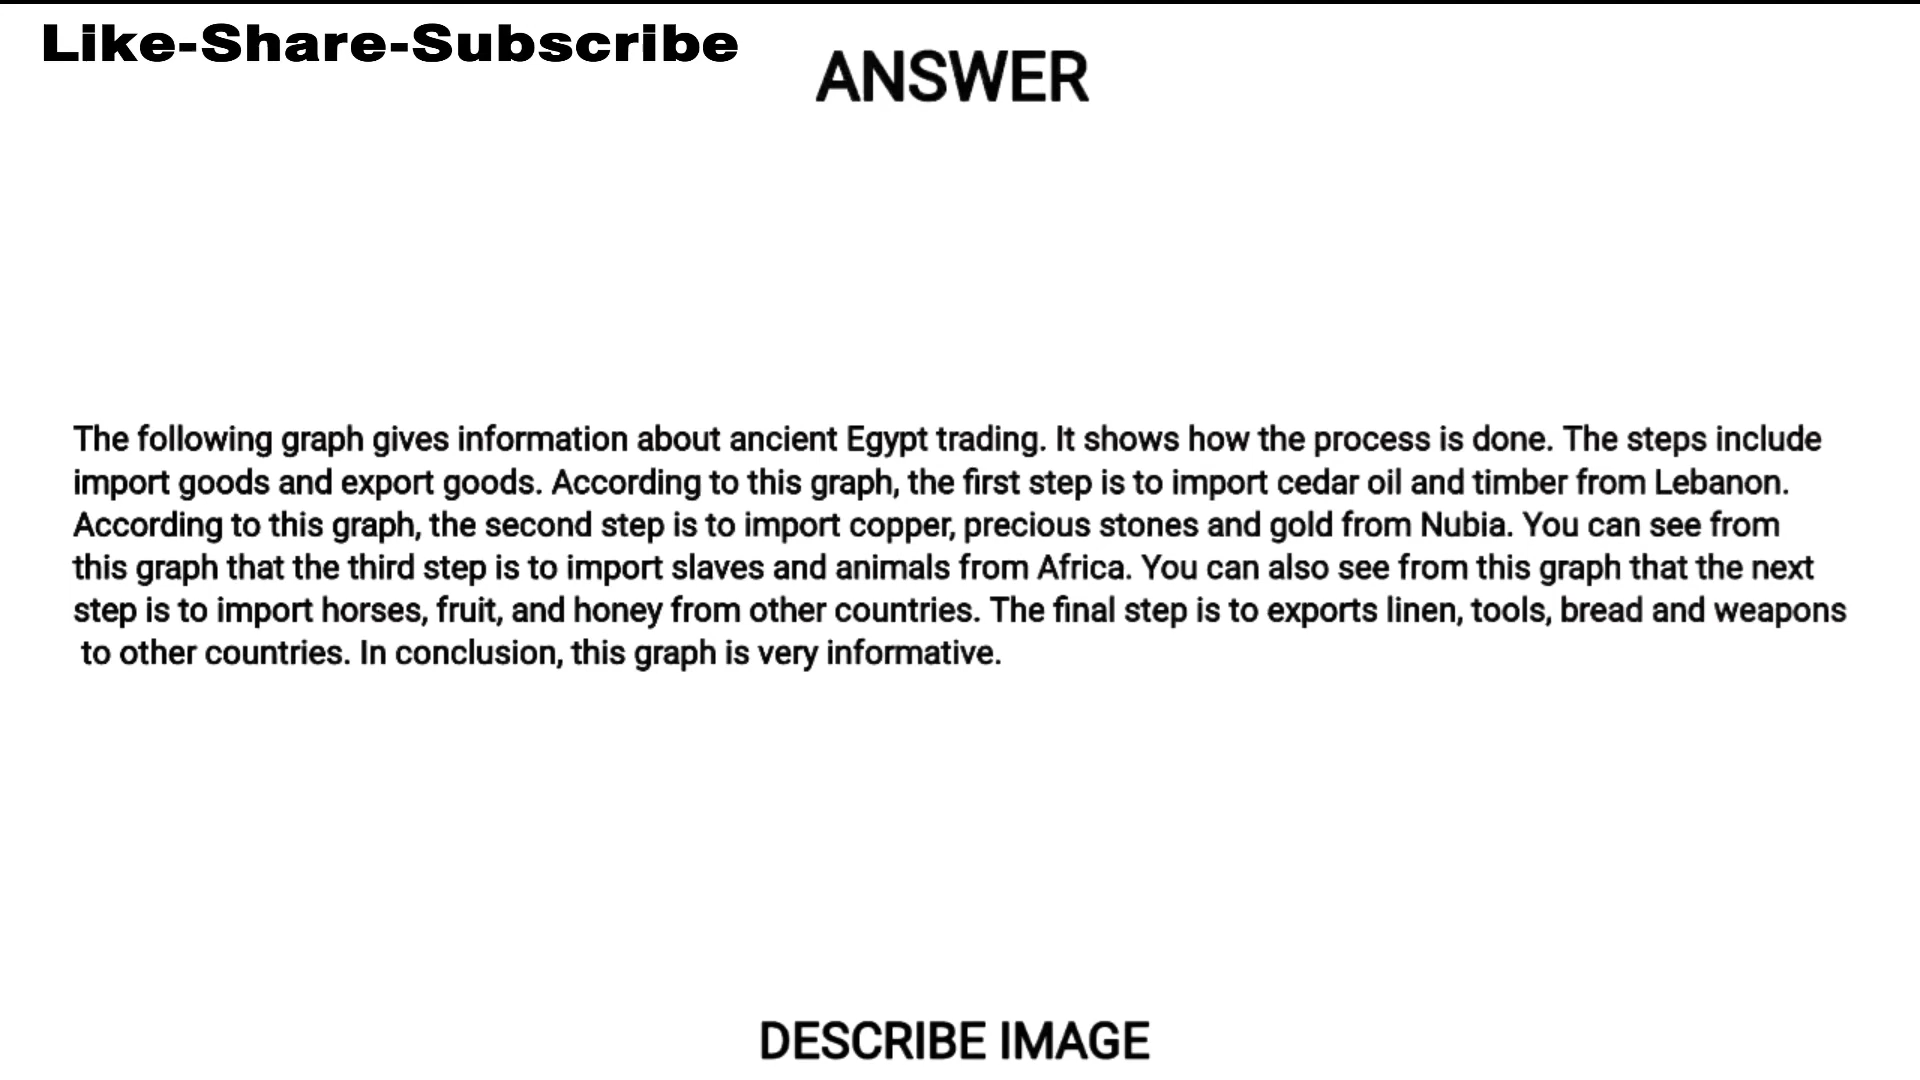 Like-Share-Subscribe
ANSWER
The following graph gives information about ancient Egypt trading. It shows how the process is done. The steps include
import goods and export goods. According to this graph, the first step is to import cedar oil and timber from Lebanon.
According to this graph, the second step is to import copper, precious stones and gold from Nubia. You can see from
this graph that the third step is to import slaves and animals from Africa. You can also see from this graph that the next
step is to import horses, fruit, and honey from other countries. The final step is to exports linen, tools, bread and weapons
to other countries. In conclusion, this graph is very informative.
DESCRIBE IMAGE